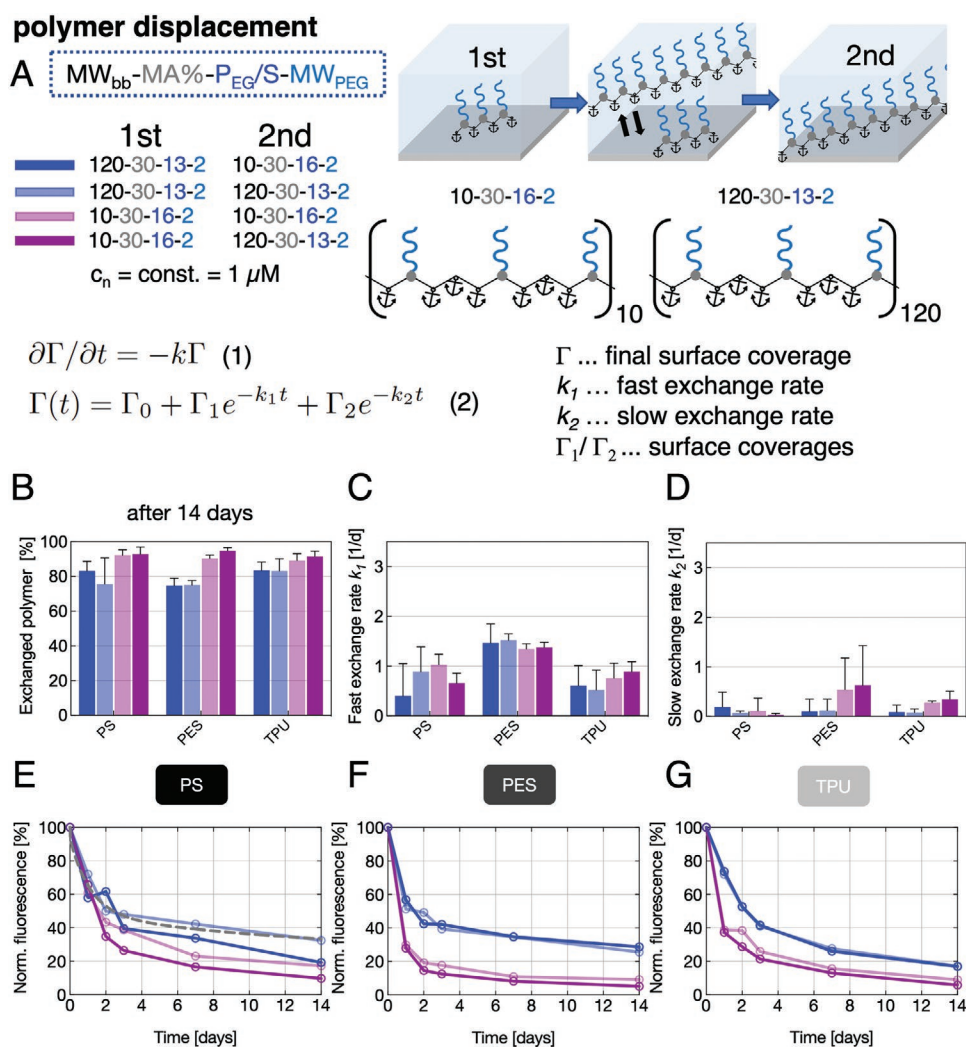 polymer displacement
A
MW_bb-MA%-P_EG/S-MW_PEG
1st 2nd
120-30-13-2 10-30-16-2
120-30-13-2 120-30-13-2
10-30-16-2 10-30-16-2
10-30-16-2 120-30-13-2
c_n = const. = 1 μM
1st
2nd
10-30-16-2
120-30-13-2
10
120
∂Γ/∂t = −kΓ (1)
Γ(t) = Γ₀ + Γ₁e^{−k₁t} + Γ₂e^{−k₂t} (2)
Γ ... final surface coverage
k₁ ... fast exchange rate
k₂ ... slow exchange rate
Γ₁/Γ₂ ... surface coverages
B
after 14 days
Exchanged polymer [%]
100
80
60
40
20
0
PS PES TPU
C
Fast exchange rate k₁ [1/d]
3
2
1
0
PS PES TPU
D
Slow exchange rate k₂ [1/d]
3
2
1
0
PS PES TPU
E
PS
Norm. fluorescence [%]
100
80
60
40
20
0
0 2 4 6 8 10 12 14
Time [days]
F
PES
Norm. fluorescence [%]
100
80
60
40
20
0
0 2 4 6 8 10 12 14
Time [days]
G
TPU
Norm. fluorescence [%]
100
80
60
40
20
0
0 2 4 6 8 10 12 14
Time [days]